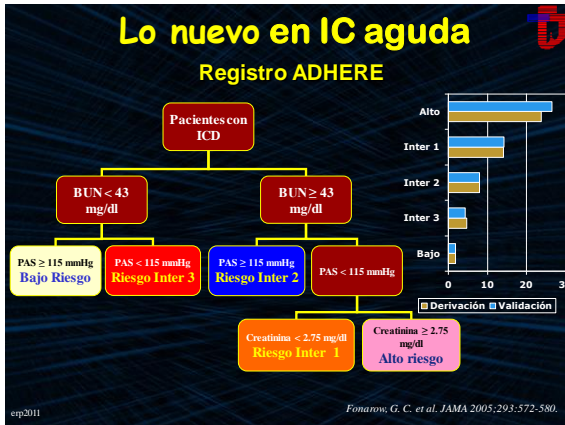 Lo nuevo en IC aguda
Registro ADHERE
Pacientes con
ICD
BUN < 43
mg/dl
BUN ≥ 43
mg/dl
PAS ≥ 115 mmHg
Bajo Riesgo
PAS < 115 mmHg
Riesgo Inter 3
PAS ≥ 115 mmHg
Riesgo Inter 2
PAS < 115 mmHg
Creatinina < 2.75 mg/dl
Riesgo Inter 1
Creatinina ≥ 2.75
mg/dl
Alto riesgo
Alto
Inter 1
Inter 2
Inter 3
Bajo
0 10 20
Derivación Validación
Fonarow, G. C. et al. JAMA 2005;293:572-580.
erp2011